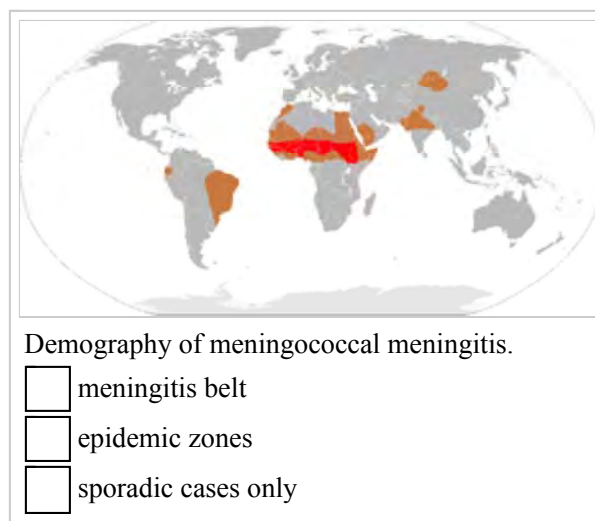 Demography of meningococcal meningitis.
meningitis belt
epidemic zones
sporadic cases only